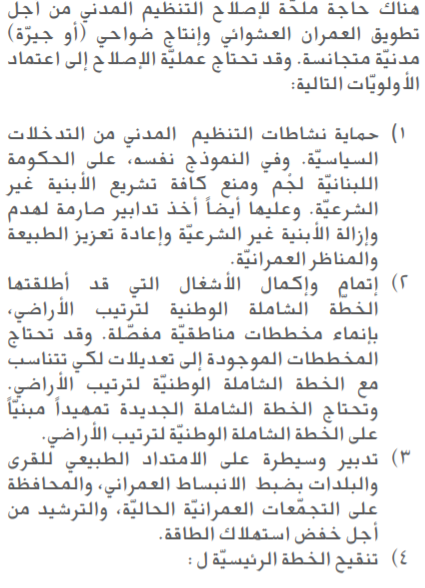 هناك حاجة ملحّة لإصلاح التنظيم المدني من أجل
تطويق العمران العشوائي وإنتاج ضواحي (أو جيرّة)
مدنيّة متجانسة. وقد تحتاج عمليّة الإصلاح إلى اعتماد
الأولويّات التالية:
١) حماية نشاطات التنظيم المدني من التدخلات
السياسيّة. وفي النموذج نفسه، على الحكومة
اللبنانيّة لجْم ومنع كافة تشريع الأبنية غير
الشرعيّة. وعليها أيضاً أخذ تدابير صارمة لهدم
وإزالة الأبنية غير الشرعيّة وإعادة تعزيز الطبيعة
والمناظر العمرانيّة.
٢) إتمام وإكمال الأشغال التي قد أطلقتها
الخطّة الشاملة الوطنية لترتيب الأراضي،
بإنماء مخططات مناطقيّة مفصّلة. وقد تحتاج
المخططات الموجودة إلى تعديلات لكي تتناسب
مع الخطة الشاملة الوطنيّة لترتيب الأراضي.
وتحتاج الخطة الشاملة الجديدة تمهيداً مبنيّاً
على الخطة الشاملة الوطنيّة لترتيب الأراضي.
٣) تدبير وسيطرة على الامتداد الطبيعي للقرى
والبلدات بضبط الانبساط العمراني، والمحافظة
على التجمّعات العمرانيّة الحاليّة، والترشيد من
أجل خفض استهلاك الطاقة.
٤) تنقيح الخطة الرئيسيّة ل :